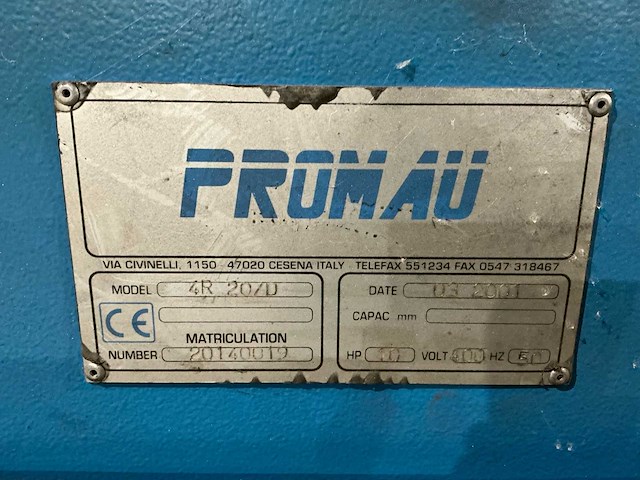 PROMAÜ
VIA CIVINELLI, 1150 - 47020 CESENA ITALY - TELEFAX 551234 FAX 0547 318467
MODEL 4R 20/D
CE
MATRICULATION
NUMBER 20140019
DATE 03 2001
CAPAC mm
HP VOLT HZ